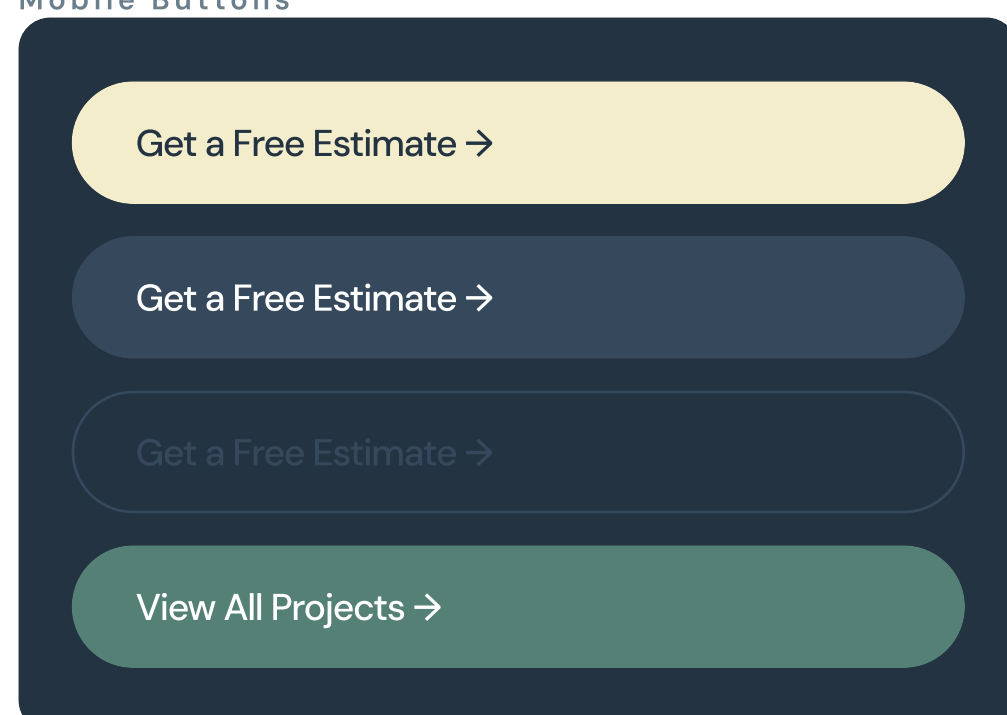 Mobile Buttons
Get a Free Estimate →
Get a Free Estimate →
Get a Free Estimate →
View All Projects →